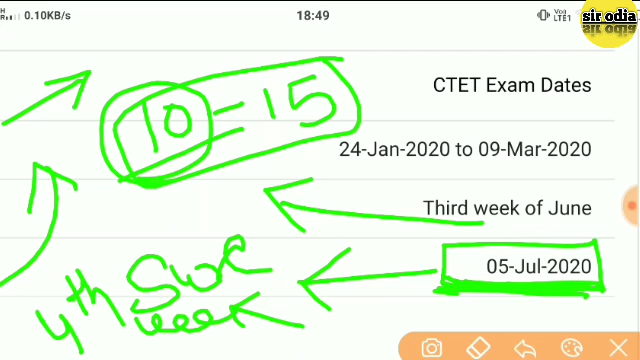 0.10KB/s 18:49 LTE1
sir odia
CTET Exam Dates
10 = 15
24-Jan-2020 to 09-Mar-2020
Third week of June
05-Jul-2020
4th
week